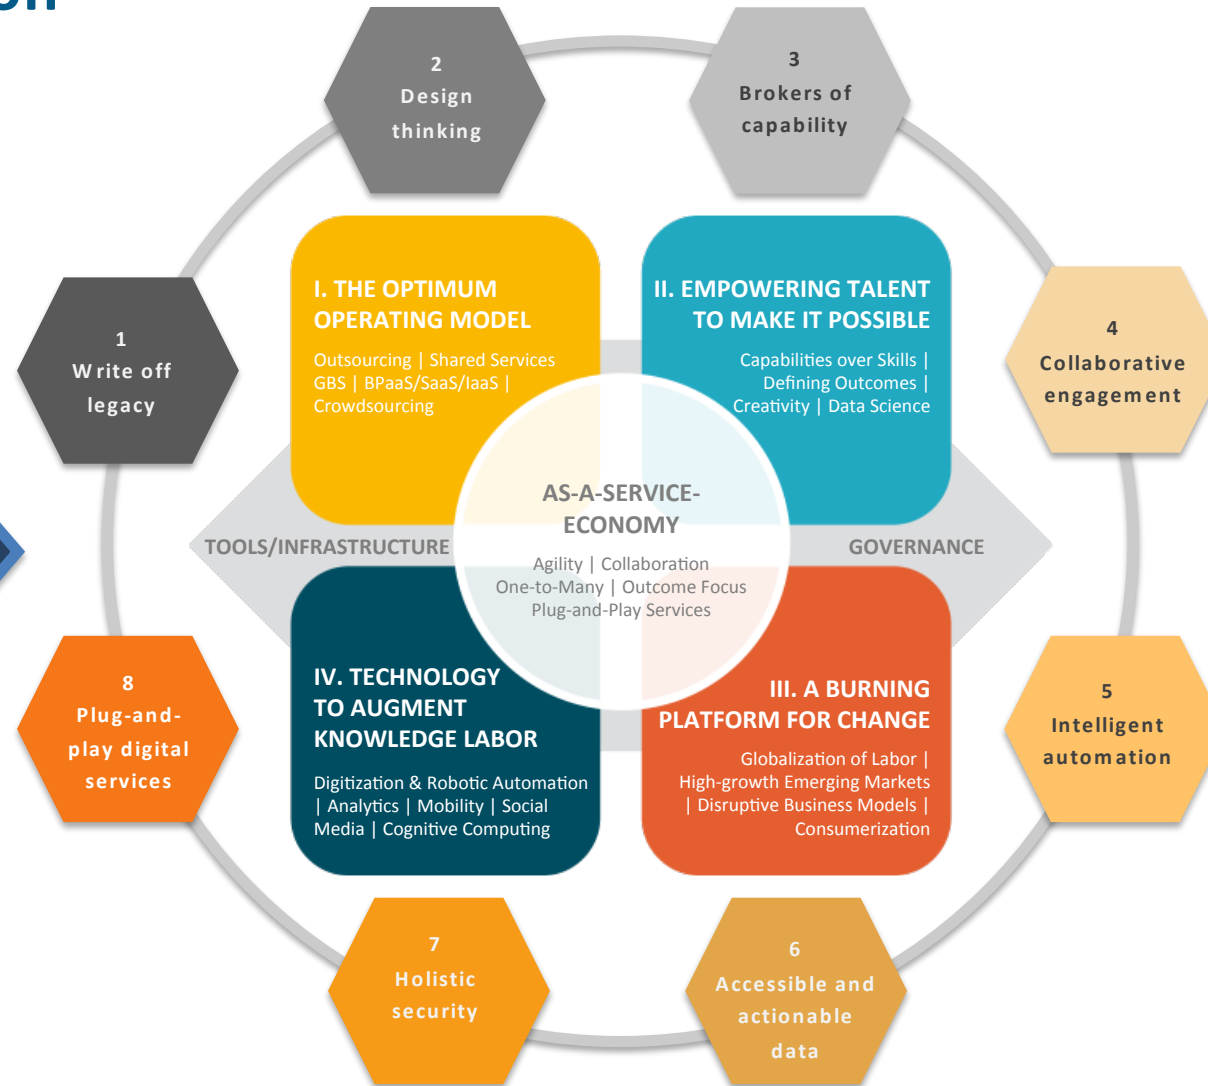 2
Design
thinking
3
Brokers of
capability
1
Write off
legacy
I. THE OPTIMUM
OPERATING MODEL
Outsourcing | Shared Services
GBS | BPaaS/SaaS/IaaS |
Crowdsourcing
II. EMPOWERING TALENT
TO MAKE IT POSSIBLE
Capabilities over Skills |
Defining Outcomes |
Creativity | Data Science
4
Collaborative
engagement
AS-A-SERVICE-
ECONOMY
Agility | Collaboration
One-to-Many | Outcome Focus
Plug-and-Play Services
TOOLS/INFRASTRUCTURE
GOVERNANCE
8
Plug-and-
play digital
services
IV. TECHNOLOGY
TO AUGMENT
KNOWLEDGE LABOR
Digitization & Robotic Automation
| Analytics | Mobility | Social
Media | Cognitive Computing
III. A BURNING
PLATFORM FOR CHANGE
Globalization of Labor |
High-growth Emerging Markets
| Disruptive Business Models |
Consumerization
5
Intelligent
automation
7
Holistic
security
6
Accessible and
actionable
data